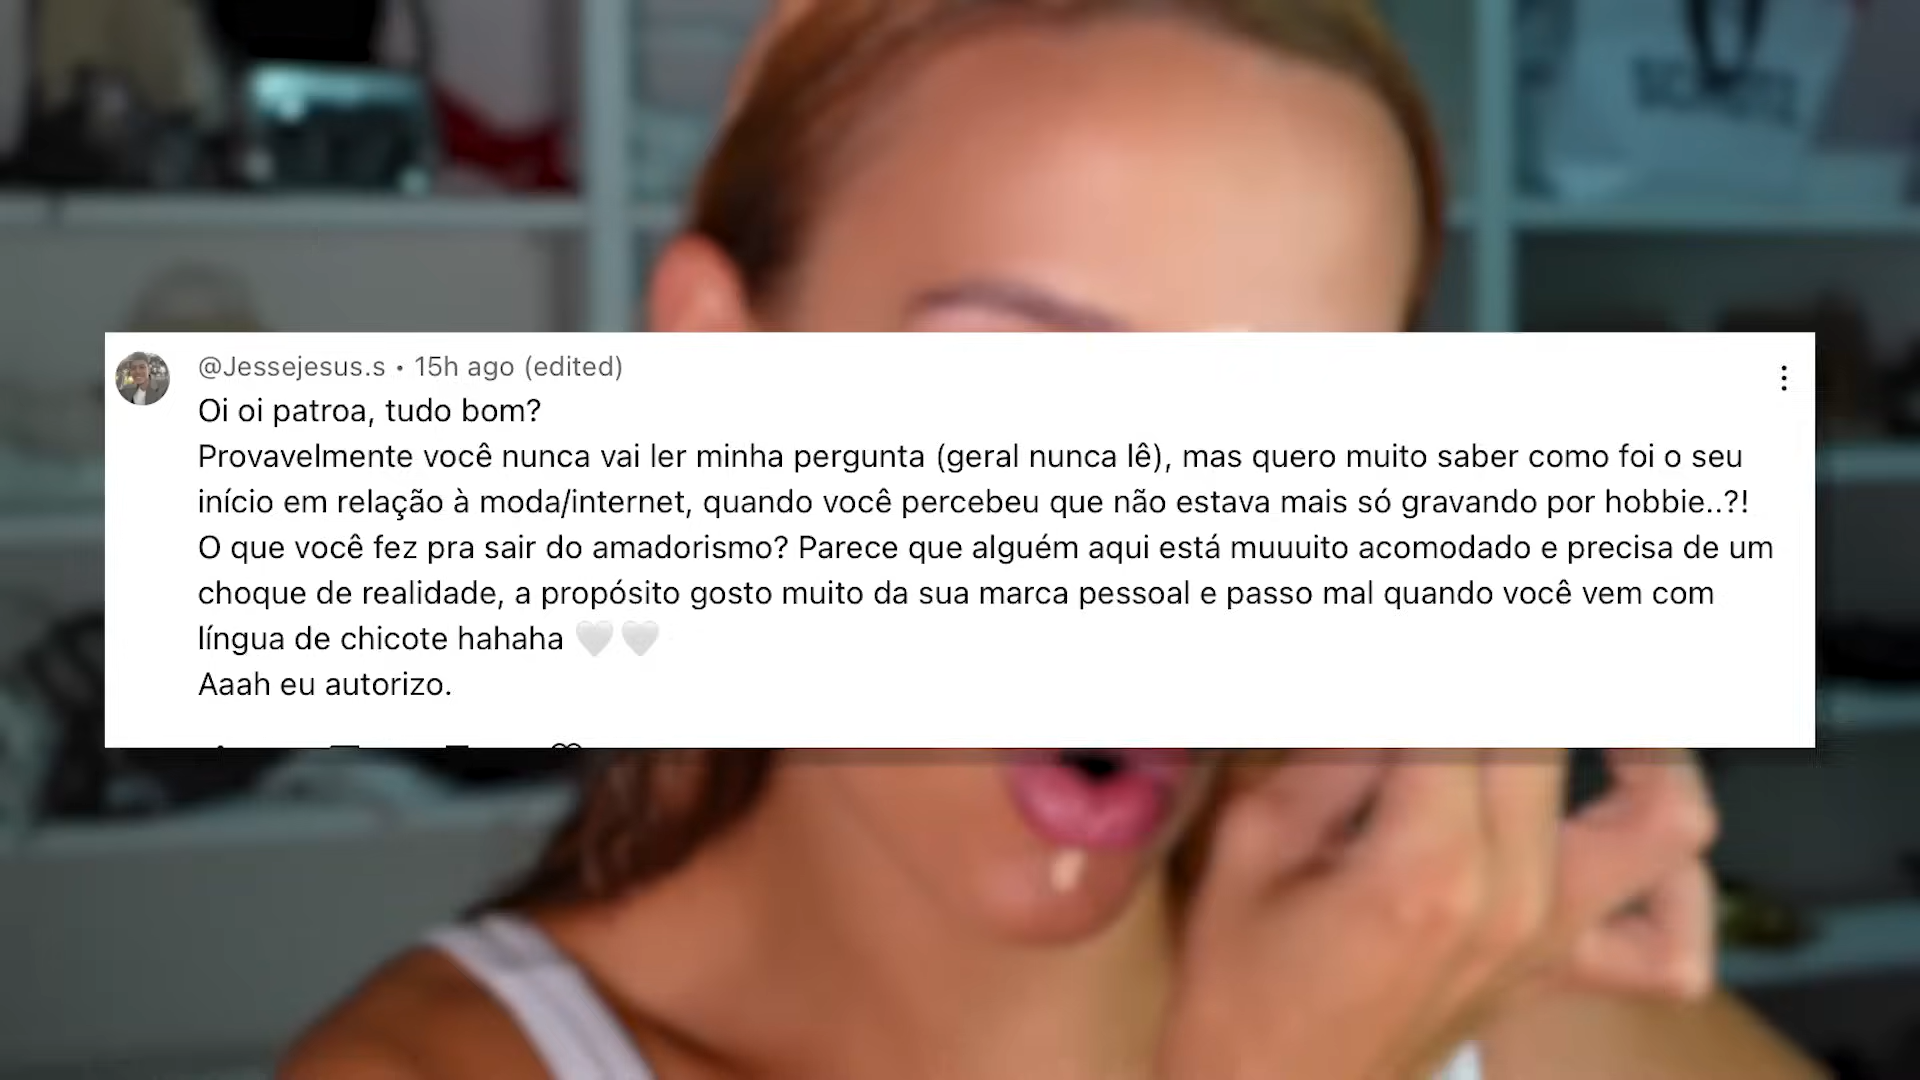 @Jessejesus.s • 15h ago (edited)
Oi oi patroa, tudo bom?
Provavelmente você nunca vai ler minha pergunta (geral nunca lê), mas quero muito saber como foi o seu
início em relação à moda/internet, quando você percebeu que não estava mais só gravando por hobbie..?!
O que você fez pra sair do amadorismo? Parece que alguém aqui está muuuito acomodado e precisa de um
choque de realidade, a propósito gosto muito da sua marca pessoal e passo mal quando você vem com
língua de chicote hahaha 🤍🤍
Aaah eu autorizo.